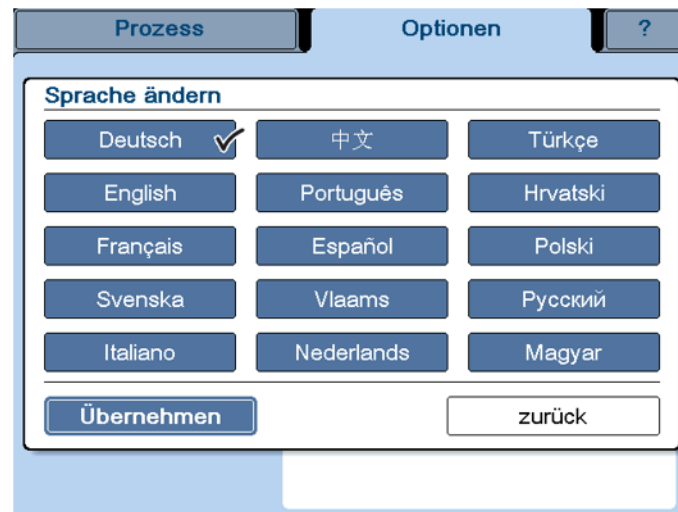 Prozess Optionen ?
Sprache ändern
Deutsch 中文 Türkçe
English Português Hrvatski
Français Español Polski
Svenska Vlaams Русский
Italiano Nederlands Magyar
Übernehmen zurück